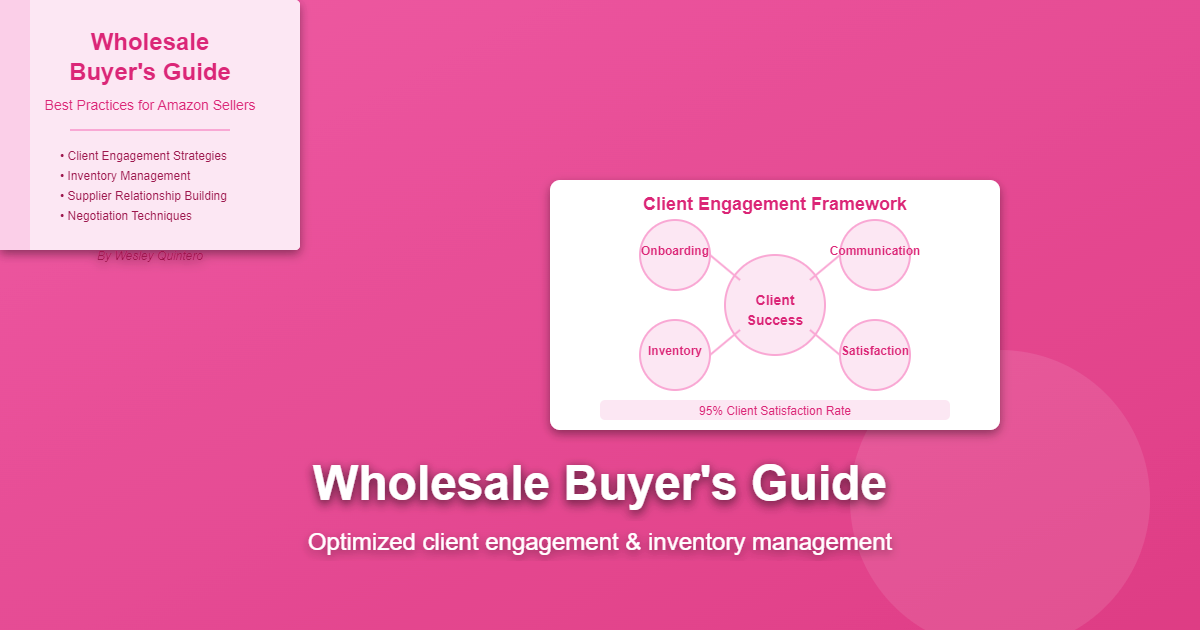 Wholesale
Buyer's Guide
Best Practices for Amazon Sellers
• Client Engagement Strategies
• Inventory Management
• Supplier Relationship Building
• Negotiation Techniques
By Wesley Quintero
Client Engagement Framework
Onboarding
Communication
Client
Success
Inventory
Satisfaction
95% Client Satisfaction Rate
Wholesale Buyer's Guide
Optimized client engagement & inventory management